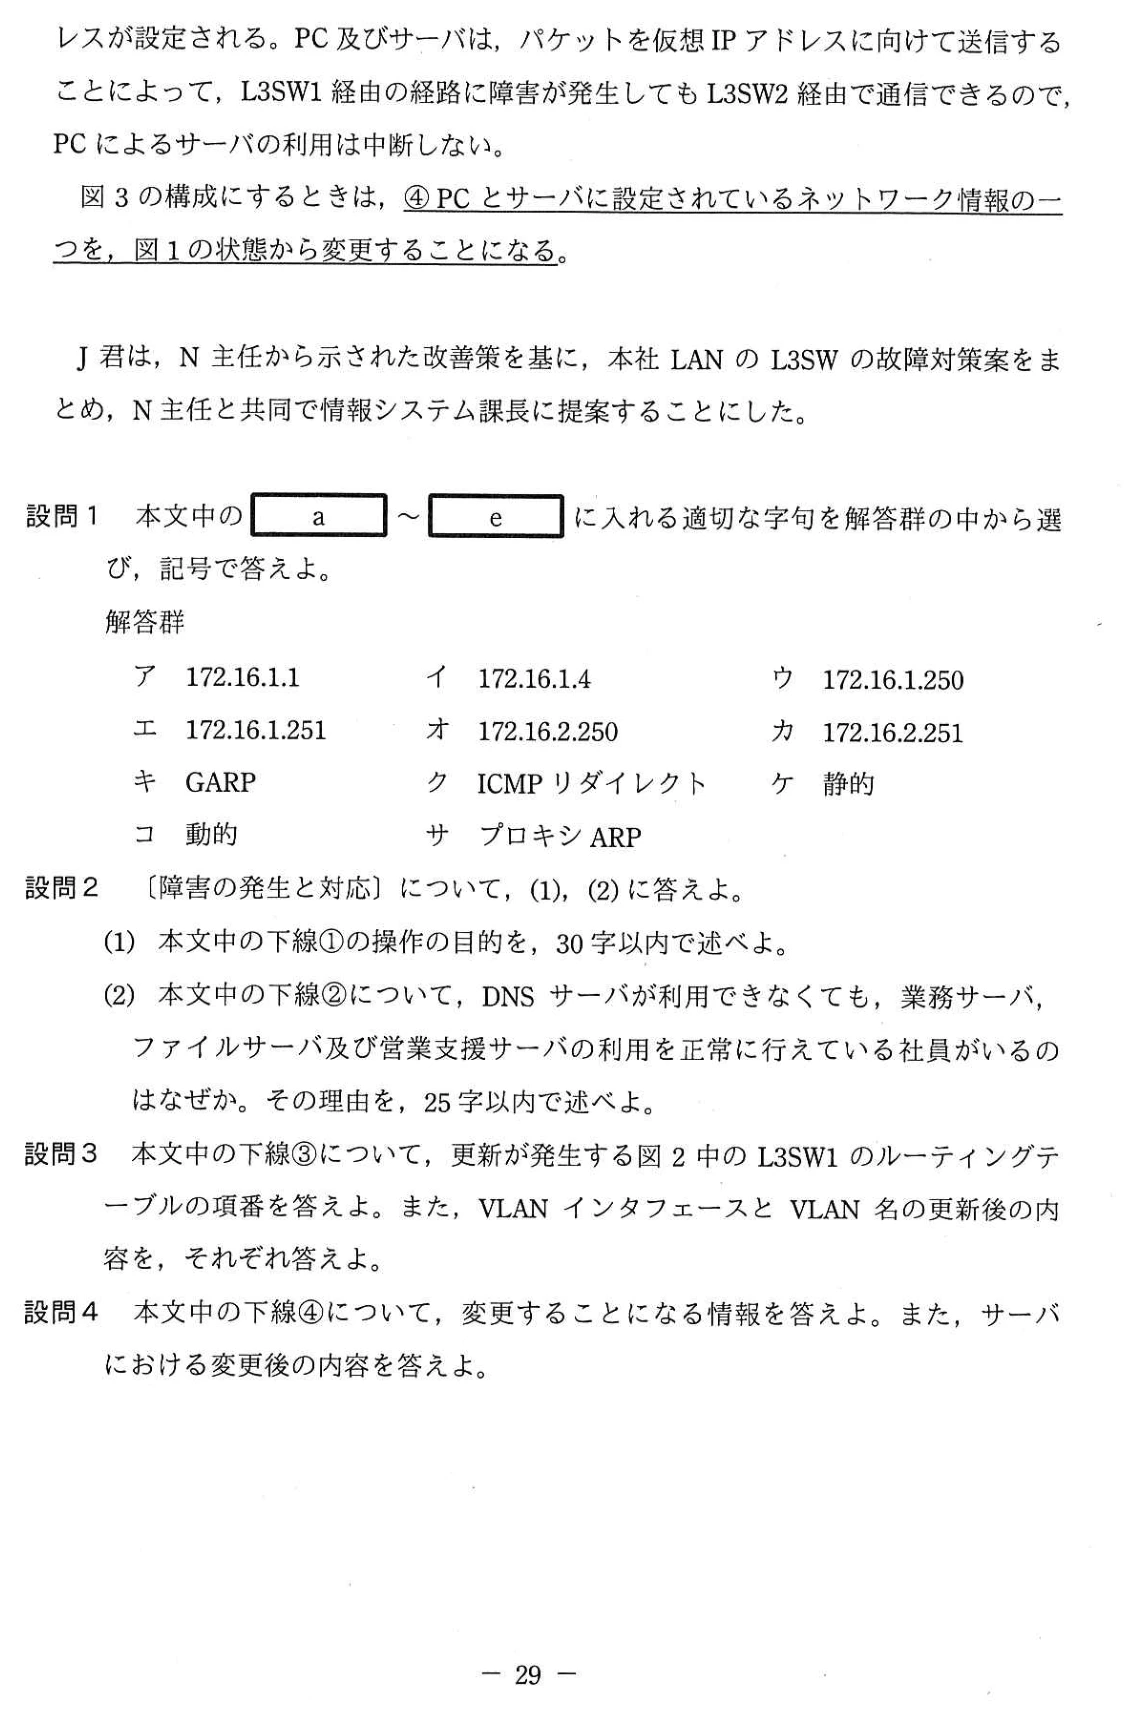 レスが設定される。PC 及びサーバは，パケットを仮想 IP アドレスに向けて送信する
ことによって，L3SW1 経由の経路に障害が発生しても L3SW2 経由で通信できるので，
PC によるサーバの利用は中断しない。
図 3 の構成にするときは，④ PC とサーバに設定されているネットワーク情報の一
つを，図 1 の状態から変更することになる。
J 君は，N 主任から示された改善策を基に，本社 LAN の L3SW の故障対策案をま
とめ，N 主任と共同で情報システム課長に提案することにした。
設問 1 本文中の a ～ e に入れる適切な字句を解答群の中から選
び，記号で答えよ。
解答群
ア 172.16.1.1 イ 172.16.1.4 ウ 172.16.1.250
エ 172.16.1.251 オ 172.16.2.250 カ 172.16.2.251
キ GARP ク ICMP リダイレクト ケ 静的
コ 動的 サ プロキシ ARP
設問 2 〔障害の発生と対応〕について，(1)，(2) に答えよ。
(1) 本文中の下線①の操作の目的を，30 字以内で述べよ。
(2) 本文中の下線②について，DNS サーバが利用できなくても，業務サーバ，
ファイルサーバ及び営業支援サーバの利用を正常に行えている社員がいるの
はなぜか。その理由を，25 字以内で述べよ。
設問 3 本文中の下線③について，更新が発生する図 2 中の L3SW1 のルーティングテ
ーブルの項番を答えよ。また，VLAN インタフェースと VLAN 名の更新後の内
容を，それぞれ答えよ。
設問 4 本文中の下線④について，変更することになる情報を答えよ。また，サーバ
における変更後の内容を答えよ。
－ 29 －